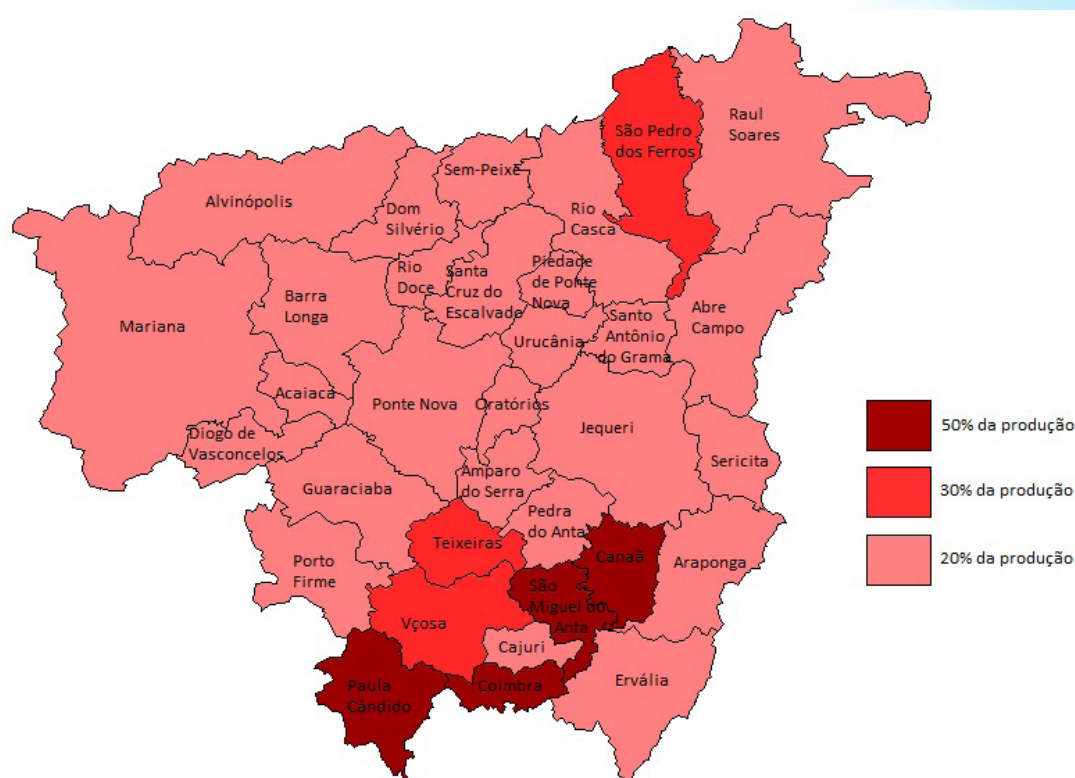 Raul
Soares
São Pedro
dos Ferros
Sem-Peixe
Alvinópolis
Dom
Silvério
Rio
Casca
Rio
Doce
Santa
Cruz do
Escalvado
Piedade
de Ponte
Nova
Barra
Longa
Mariana
Abre
Campo
Santo
Antônio
do Grama
Urucânia
Acaiaca
Ponte Nova
Oratórios
Jequeri
Diogo de
Vasconcelos
Sericita
Guaraciaba
Amparo
do Serra
Pedra
do Anta
Teixeiras
Canaã
Araponga
Porto
Firme
São
Miguel do
Anta
Vçosa
Cajuri
Ervália
Paula
Cândido
Coimbra
50% da produção
30% da produção
20% da produção